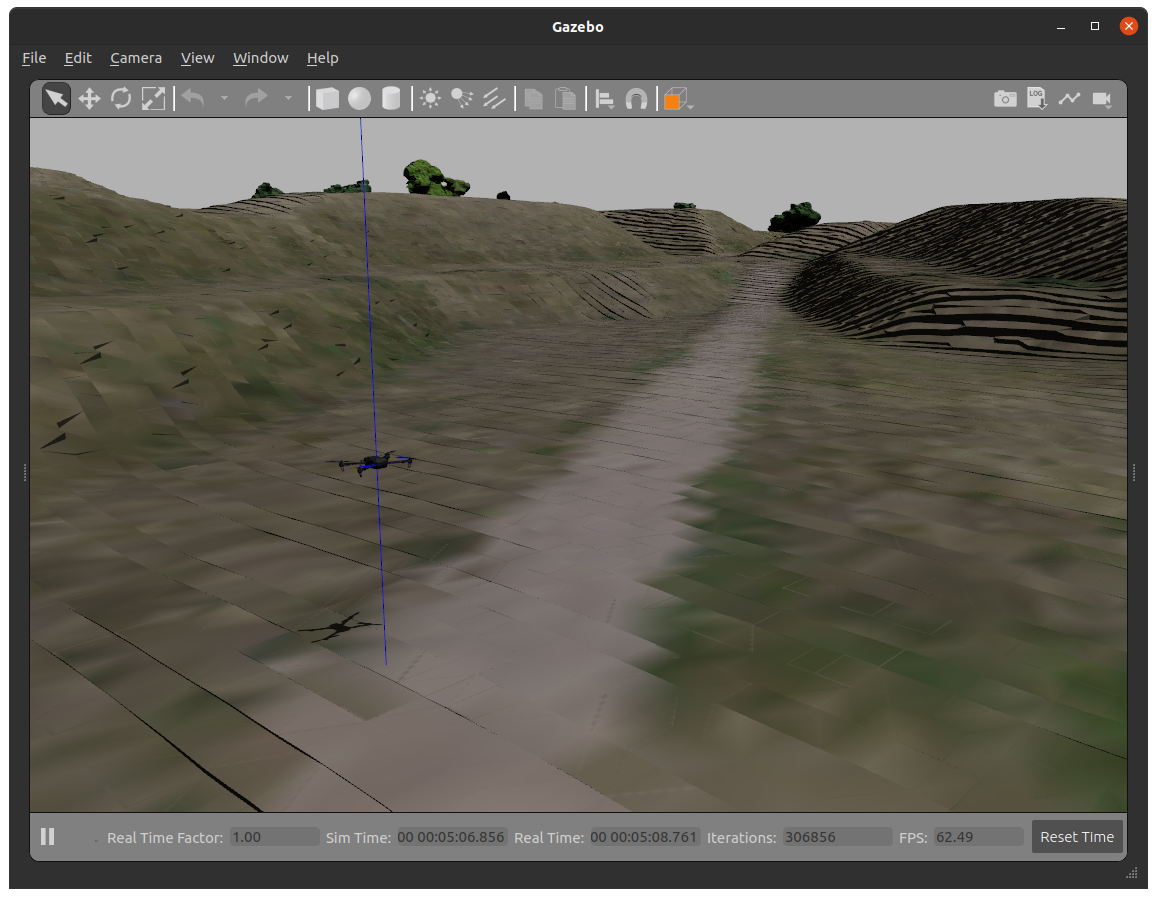 Gazebo
File Edit Camera View Window Help
LOG
Real Time Factor: 1.00 Sim Time: 00 00:05:06.856 Real Time: 00 00:05:08.761 Iterations: 306856 FPS: 62.49 Reset Time